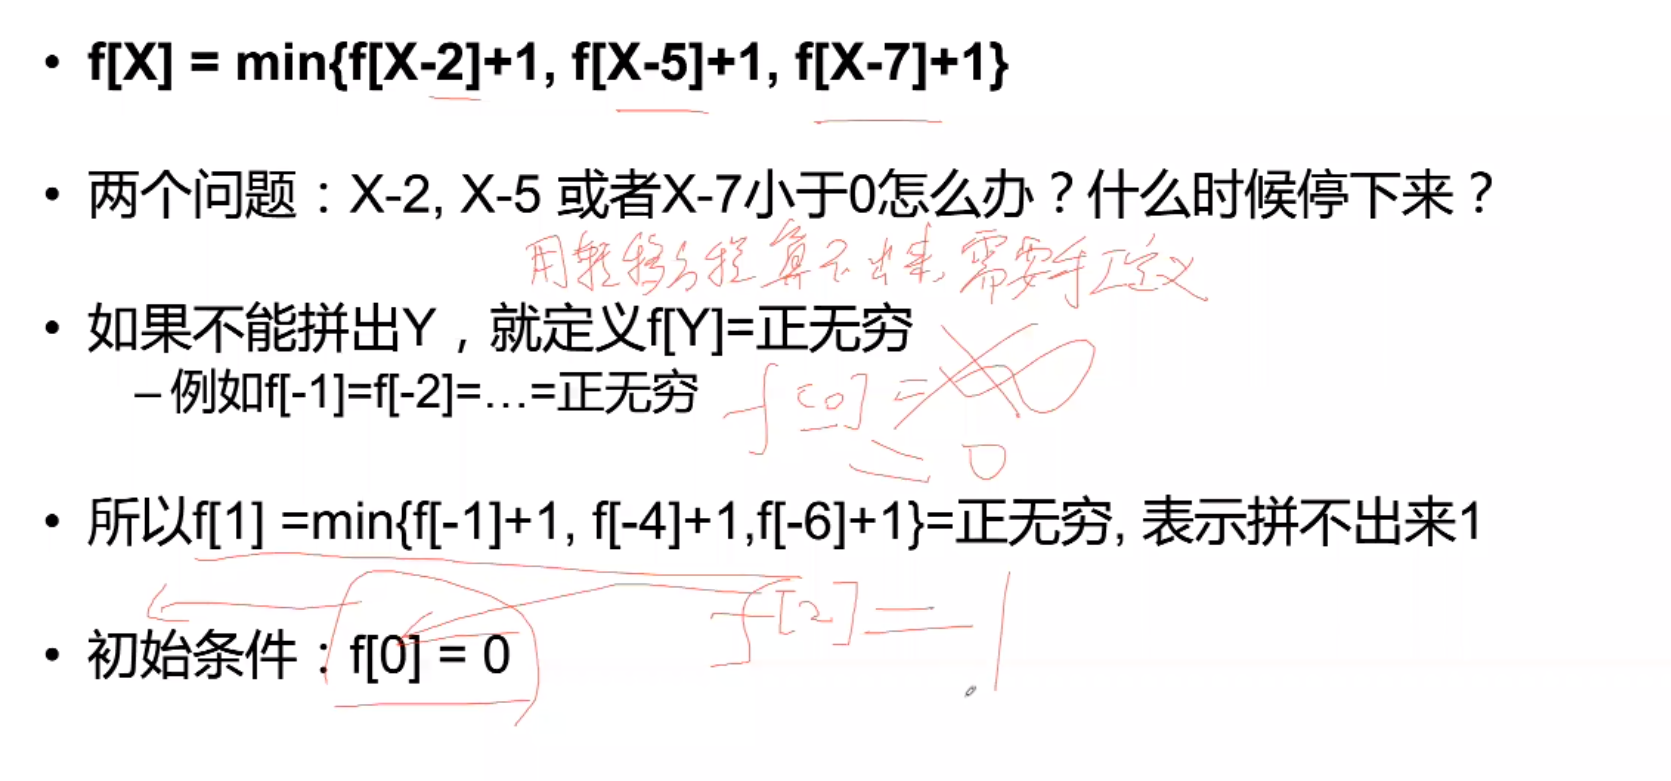 • f[X] = min{f[X-2]+1, f[X-5]+1, f[X-7]+1}
• 两个问题：X-2, X-5 或者X-7小于0怎么办？什么时候停下来？
用转移方程算不出来，需要手工定义
• 如果不能拼出Y，就定义f[Y]=正无穷
– 例如f[-1]=f[-2]=…=正无穷
f[0] = ∞
= 0
• 所以f[1] =min{f[-1]+1, f[-4]+1,f[-6]+1}=正无穷, 表示拼不出来1
f[2] = 1
• 初始条件：f[0] = 0